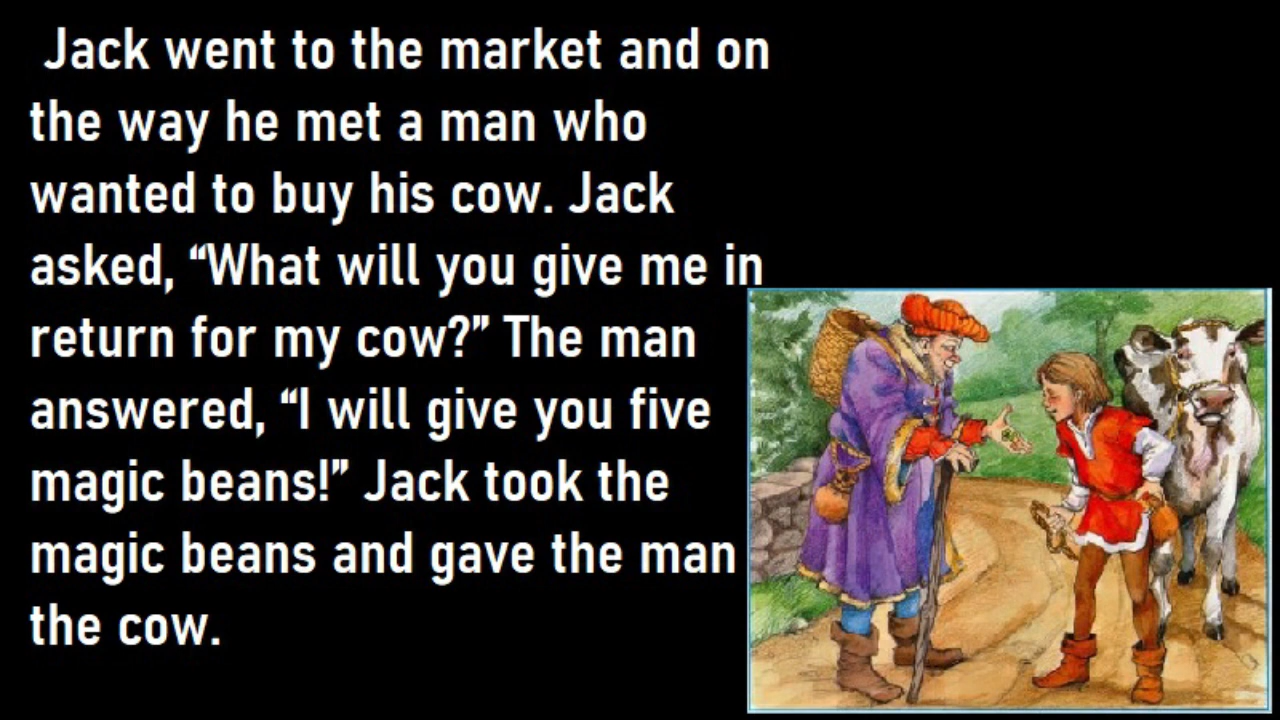 Jack went to the market and on
the way he met a man who
wanted to buy his cow. Jack
asked, “What will you give me in
return for my cow?” The man
answered, “I will give you five
magic beans!” Jack took the
magic beans and gave the man
the cow.